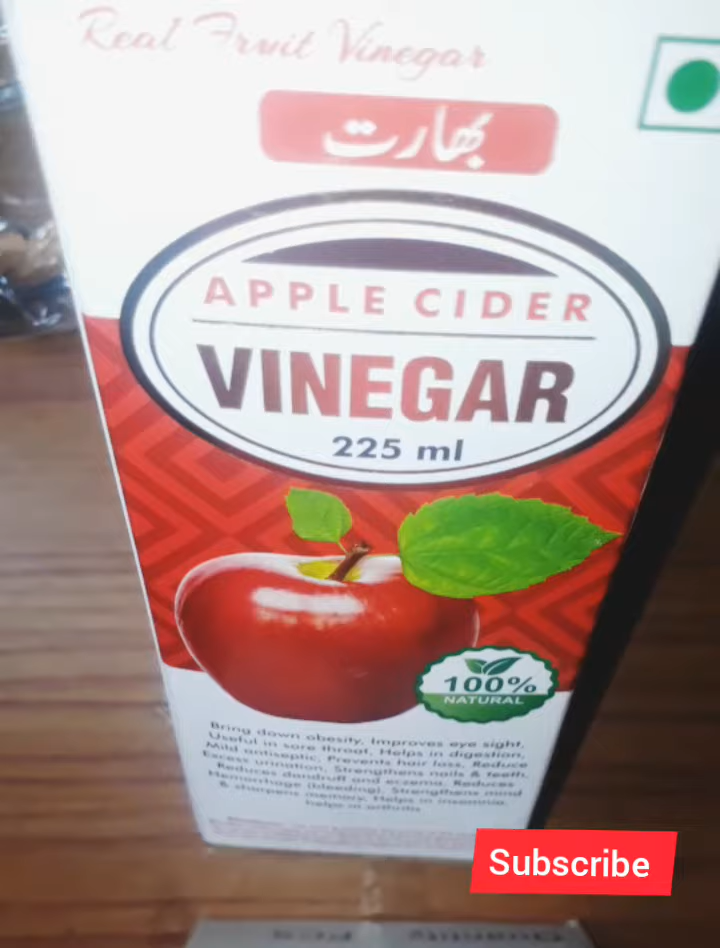 Real Fruit Vinegar
بھارت
APPLE CIDER
VINEGAR
225 ml
100%
NATURAL
Bring down obesity, Improves eye sight,
Useful in sore throat, Helps in digestion,
Mild antiseptic, Prevents hair loss, Reduce
Excess urination, Strengthens nails & teeth,
Reduces dandruff and eczema, Reduces
Hemorrhage (bleeding), Strengthens mind
& sharpens memory, Helps in insomnia,
helps in arthritis
Subscribe